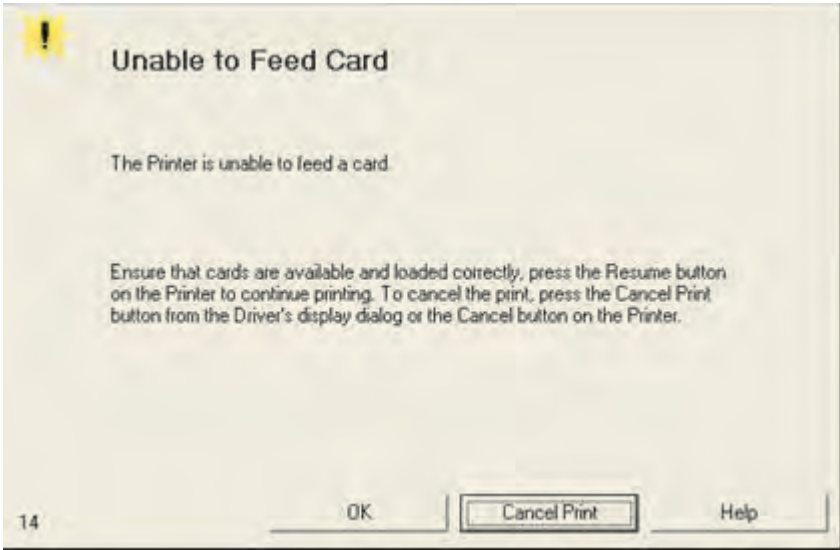 Unable to Feed Card
The Printer is unable to feed a card.
Ensure that cards are available and loaded correctly, press the Resume button
on the Printer to continue printing. To cancel the print, press the Cancel Print
button from the Driver's display dialog or the Cancel button on the Printer.
14
OK
Cancel Print
Help